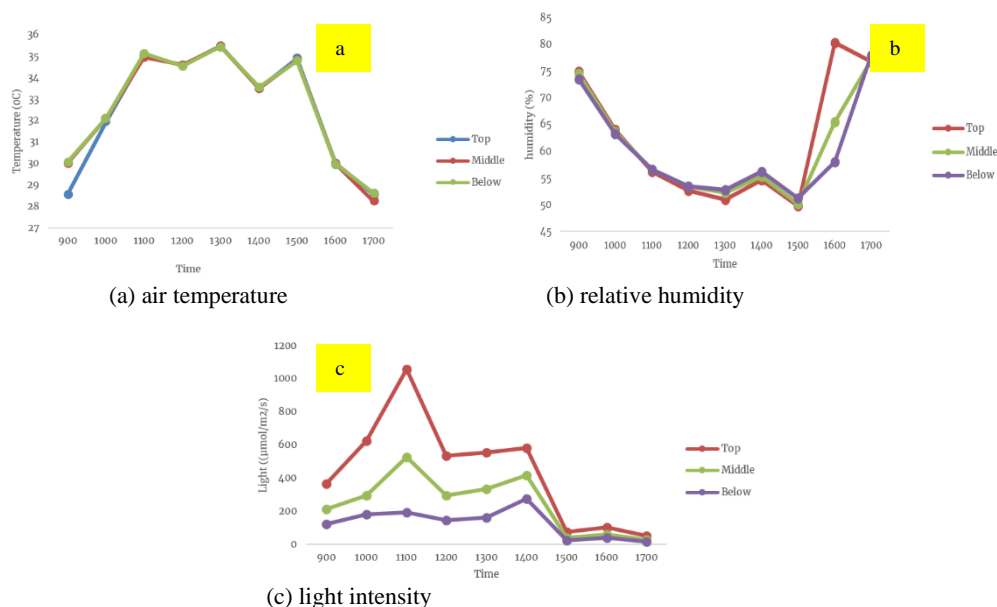 36
35
34
33
32
31
30
29
28
27
Temperature (0C)
900 1000 1100 1200 1300 1400 1500 1600 1700
Time
a
Top
Middle
Below
(a) air temperature
85
80
75
70
65
60
55
50
45
humidity (%)
900 1000 1100 1200 1300 1400 1500 1600 1700
Time
b
Top
Middle
Below
(b) relative humidity
1200
1000
800
600
400
200
0
Light ((µmol/m2/s)
900 1000 1100 1200 1300 1400 1500 1600 1700
Time
c
Top
Middle
Below
(c) light intensity